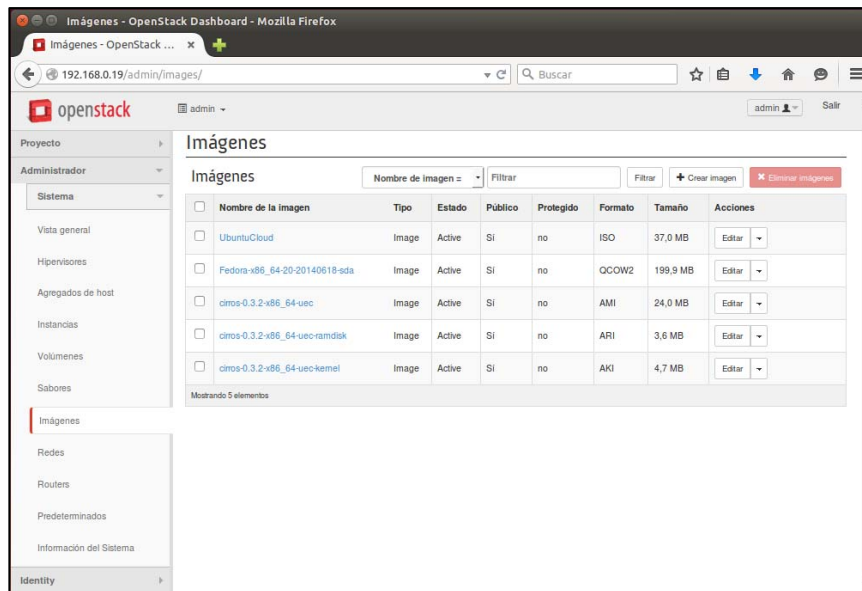 Imágenes - OpenStack Dashboard - Mozilla Firefox
Imágenes - OpenStack ...
192.168.0.19/admin/images/
Buscar
openstack
admin
admin
Salir
Proyecto
Administrador
Sistema
Vista general
Hipervisores
Agregados de host
Instancias
Volúmenes
Sabores
Imágenes
Redes
Routers
Predeterminados
Información del Sistema
Identity
Imágenes
Imágenes
Nombre de imagen = Filtrar Filtrar Crear imagen Eliminar imágenes
Nombre de la imagen Tipo Estado Público Protegido Formato Tamaño Acciones
UbuntuCloud Image Active Sí no ISO 37,0 MB Editar
Fedora-x86_64-20-20140618-sda Image Active Sí no QCOW2 199,9 MB Editar
cirros-0.3.2-x86_64-uec Image Active Sí no AMI 24,0 MB Editar
cirros-0.3.2-x86_64-uec-ramdisk Image Active Sí no ARI 3,6 MB Editar
cirros-0.3.2-x86_64-uec-kernel Image Active Sí no AKI 4,7 MB Editar
Mostrando 5 elementos